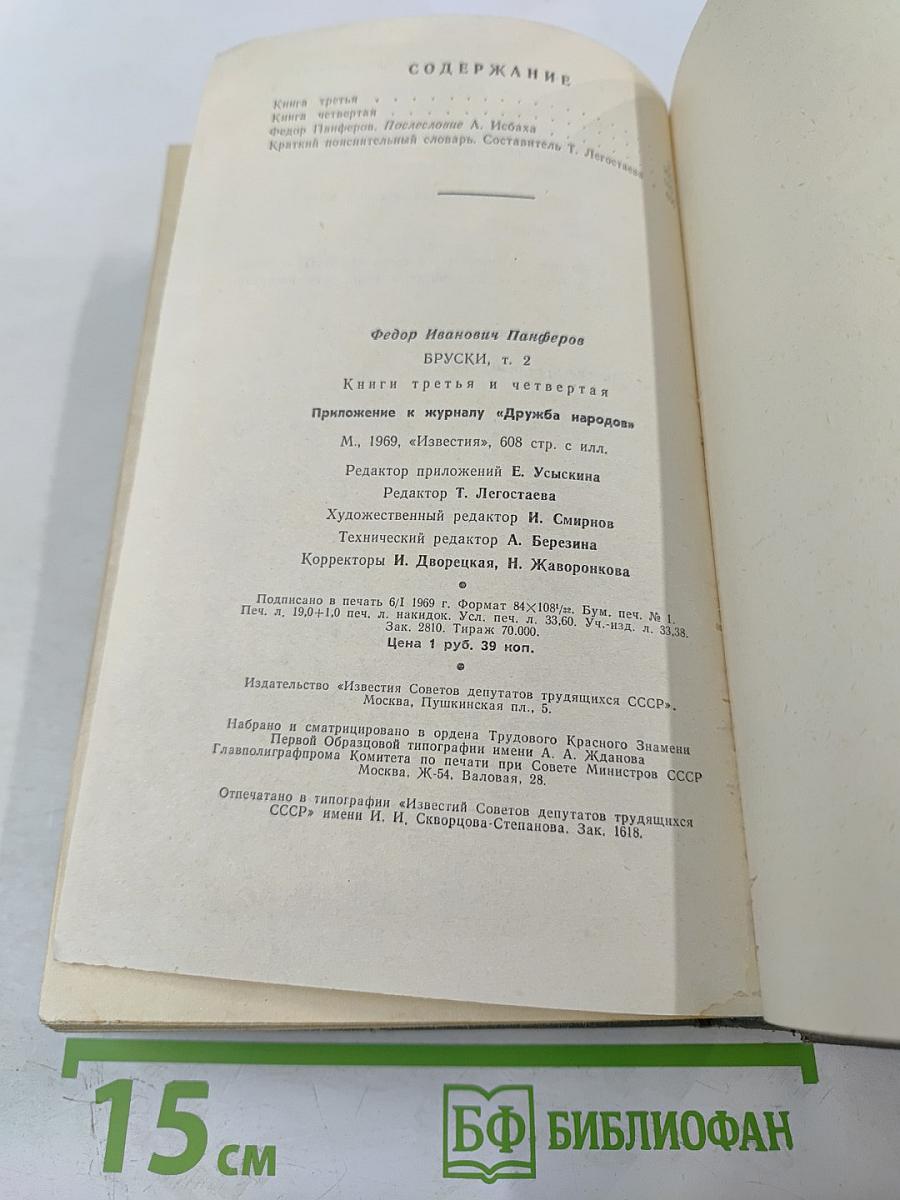 СОДЕРЖАНИЕ
Книга третья . . . . . . . . .
Книга четвертая . . . . . . . . .
Федор Панферов. Послесловие А. Исбаха . . . .
Краткий пояснительный словарь. Составитель Т. Легостаева
Федор Иванович Панферов
БРУСКИ, т. 2
Книги третья и четвертая
Приложение к журналу «Дружба народов»
М., 1969, «Известия», 608 стр. с илл.
Редактор приложений Е. Усыскина
Редактор Т. Легостаева
Художественный редактор И. Смирнов
Технический редактор А. Березина
Корректоры И. Дворецкая, Н. Жаворонкова
Подписано в печать 6/I 1969 г. Формат 84×108¹/₃₂. Бум. печ. № 1.
Печ. л. 19,0+1,0 печ. л. накидок. Усл. печ. л. 33,60. Уч.-изд. л. 33,38.
Зак. 2810. Тираж 70.000.
Цена 1 руб. 39 коп.
Издательство «Известия Советов депутатов трудящихся СССР».
Москва, Пушкинская пл., 5.
Набрано и сматрицировано в ордена Трудового Красного Знамени
Первой Образцовой типографии имени А. А. Жданова
Главполиграфпрома Комитета по печати при Совете Министров СССР
Москва, Ж-54, Валовая, 28.
Отпечатано в типографии «Известий Советов депутатов трудящихся
СССР» имени И. И. Скворцова-Степанова. Зак. 1618.
15 см
БФ БИБЛИОФАН